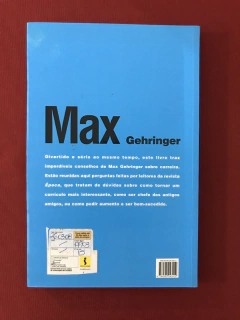 Max
Gehringer
Divertido e sério ao mesmo tempo, este livro traz
imperdíveis conselhos de Max Gehringer sobre carreira.
Estão reunidas aqui perguntas feitas por leitores da revista
Época, que tratam de dúvidas sobre como tornar um
currículo mais interessante, como ser chefe dos antigos
amigos, ou como pedir aumento e ser bem-sucedido.